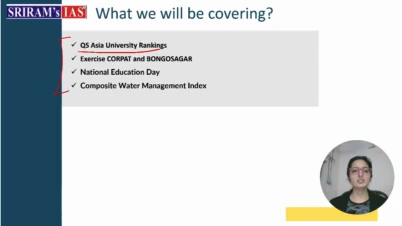 SRIRAM's IAS
What we will be covering?
✓ QS Asia University Rankings
✓ Exercise CORPAT and BONGOSAGAR
✓ National Education Day
✓ Composite Water Management Index